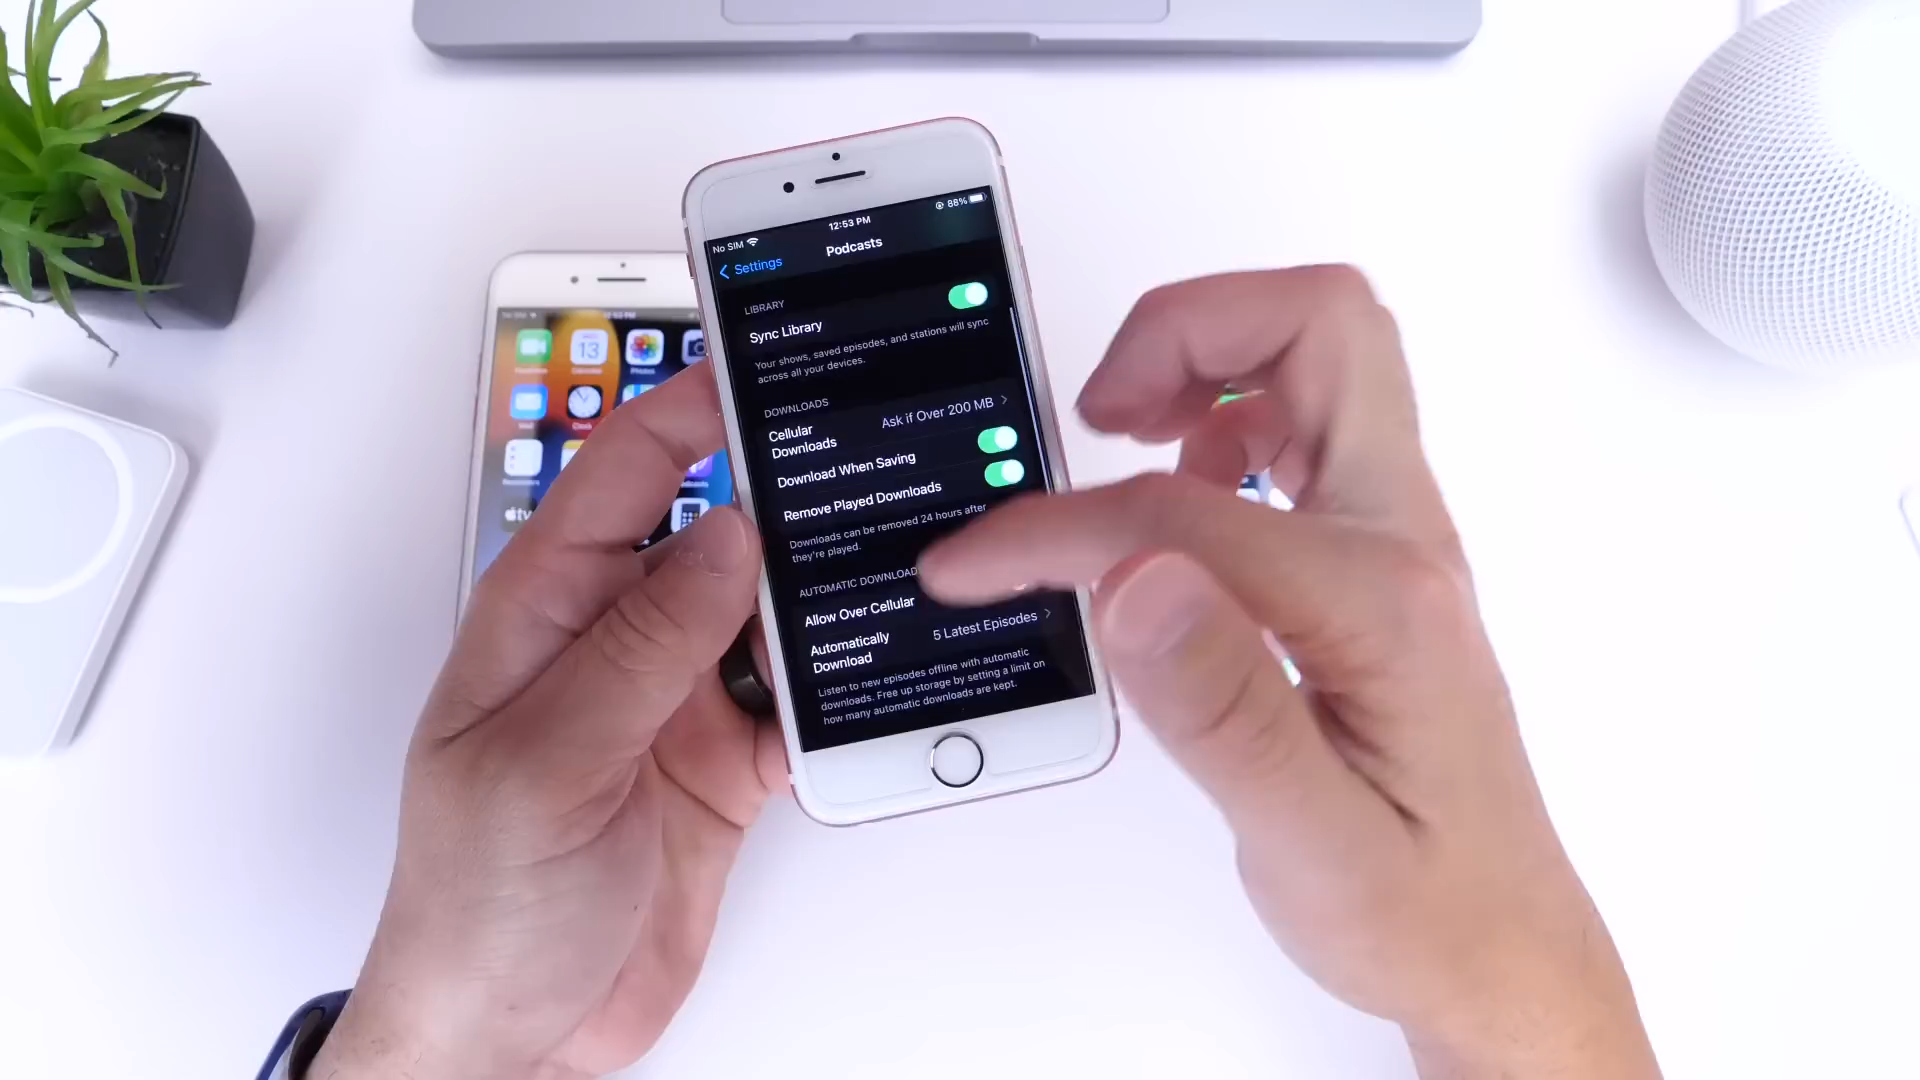 No SIM
12:53 PM
88%
Settings
Podcasts
LIBRARY
Sync Library
Your shows, saved episodes, and stations will sync
across all your devices.
DOWNLOADS
Cellular
Downloads
Ask if Over 200 MB
Download When Saving
Remove Played Downloads
Downloads can be removed 24 hours after
they're played.
AUTOMATIC DOWNLOADS
Allow Over Cellular
Automatically
Download
5 Latest Episodes
Listen to new episodes offline with automatic
downloads. Free up storage by setting a limit on
how many automatic downloads are kept.
13
Photos
Clock
tv